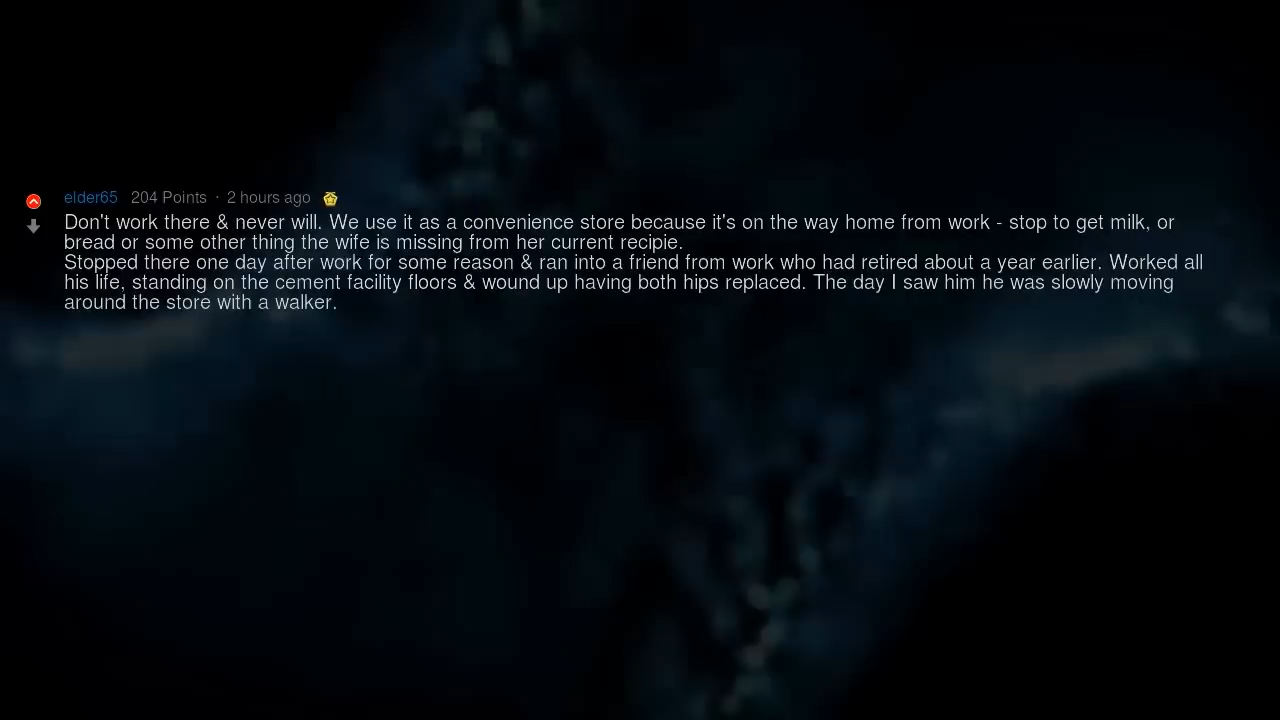 elder65 204 Points · 2 hours ago
Don't work there & never will. We use it as a convenience store because it's on the way home from work - stop to get milk, or
bread or some other thing the wife is missing from her current recipie.
Stopped there one day after work for some reason & ran into a friend from work who had retired about a year earlier. Worked all
his life, standing on the cement facility floors & wound up having both hips replaced. The day I saw him he was slowly moving
around the store with a walker.